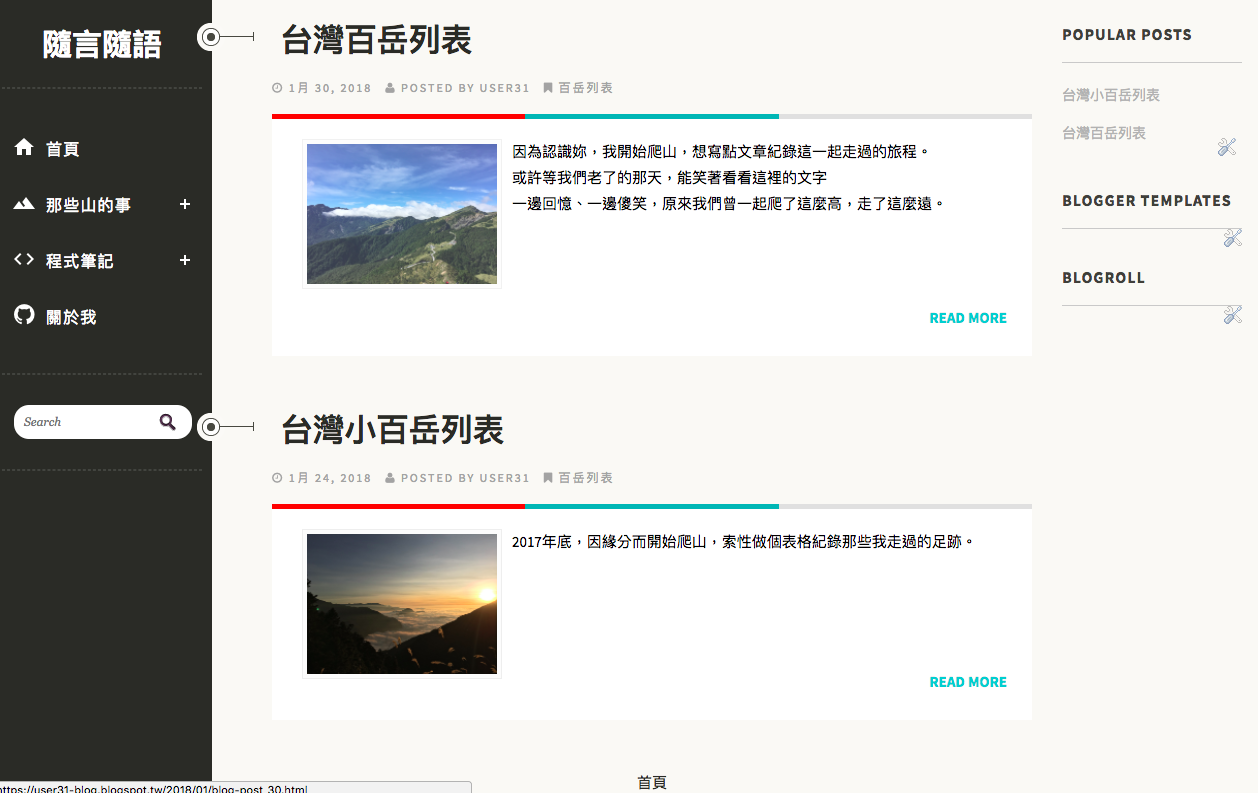 隨言隨語
首頁
那些山的事 +
程式筆記 +
關於我
Search
台灣百岳列表
1月 30, 2018 POSTED BY USER31 百岳列表
因為認識妳，我開始爬山，想寫點文章紀錄這一起走過的旅程。
或許等我們老了的那天，能笑著看看這裡的文字
一邊回憶、一邊傻笑，原來我們曾一起爬了這麼高，走了這麼遠。
READ MORE
台灣小百岳列表
1月 24, 2018 POSTED BY USER31 百岳列表
2017年底，因緣分而開始爬山，索性做個表格紀錄那些我走過的足跡。
READ MORE
首頁
POPULAR POSTS
台灣小百岳列表
台灣百岳列表
BLOGGER TEMPLATES
BLOGROLL
https://user31-blog.blogspot.tw/2018/01/blog-post_30.html